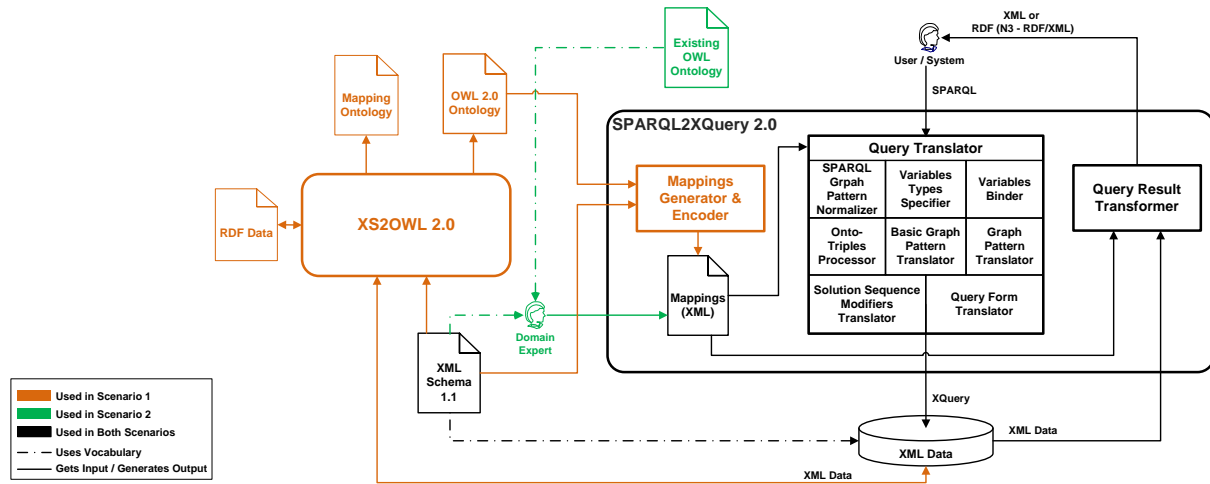 XML or
RDF (N3 - RDF/XML)
User / System
SPARQL
Existing
OWL
Ontology
Mapping
Ontology
OWL 2.0
Ontology
SPARQL2XQuery 2.0
Query Translator
SPARQL
Grpah
Pattern
Normalizer
Variables
Types
Specifier
Variables
Binder
Onto-
Triples
Processor
Basic Graph
Pattern
Translator
Graph
Pattern
Translator
Solution Sequence
Modifiers
Translator
Query Form
Translator
Query Result
Transformer
Mappings
Generator &
Encoder
XS2OWL 2.0
RDF Data
Mappings
(XML)
Domain
Expert
XML
Schema
1.1
XQuery
XML Data
XML Data
XML Data
Used in Scenario 1
Used in Scenario 2
Used in Both Scenarios
Uses Vocabulary
Gets Input / Generates Output